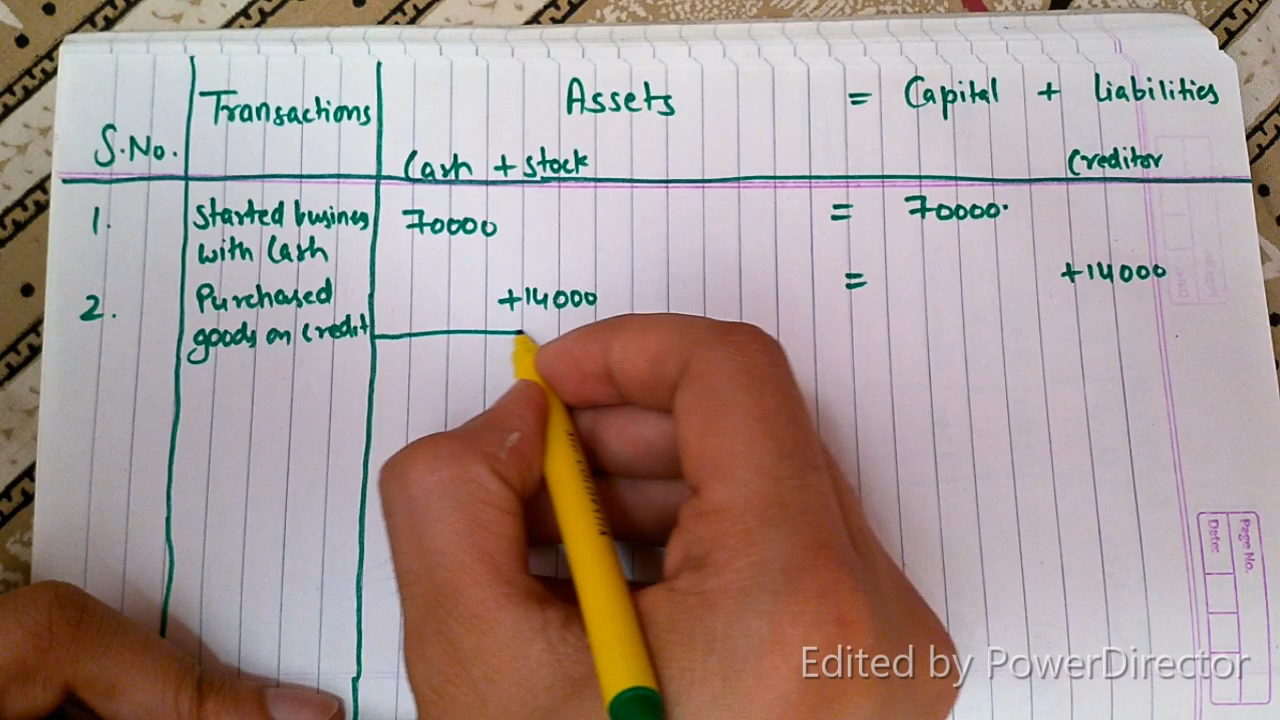 Transactions Assets = Capital + Liabilities
S.No. Cash + Stock Creditor
1. Started busines 70000 = 70000.
with Cash
2. Purchased +14000 = +14000
goods on Credit
Page No.
Date:
Edited by PowerDirector